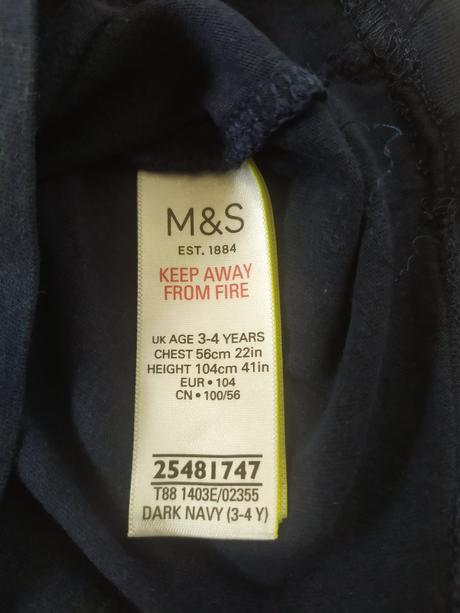 M&S
EST. 1884
KEEP AWAY
FROM FIRE
UK AGE 3-4 YEARS
CHEST 56cm 22in
HEIGHT 104cm 41in
EUR • 104
CN • 100/56
25481747
T88 1403E/02355
DARK NAVY (3-4 Y)